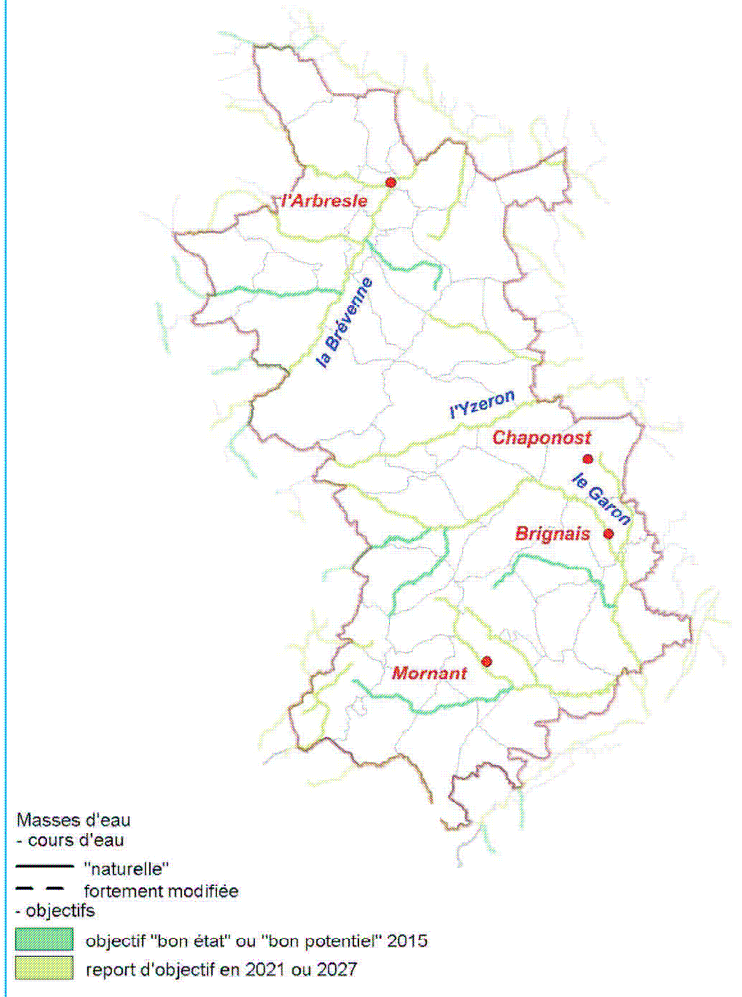 l'Arbresle
la Brévenne
l'Yzeron
Chaponost
le Garon
Brignais
Mornant
Masses d'eau
- cours d'eau
"naturelle"
fortement modifiée
- objectifs
objectif "bon état" ou "bon potentiel" 2015
report d'objectif en 2021 ou 2027